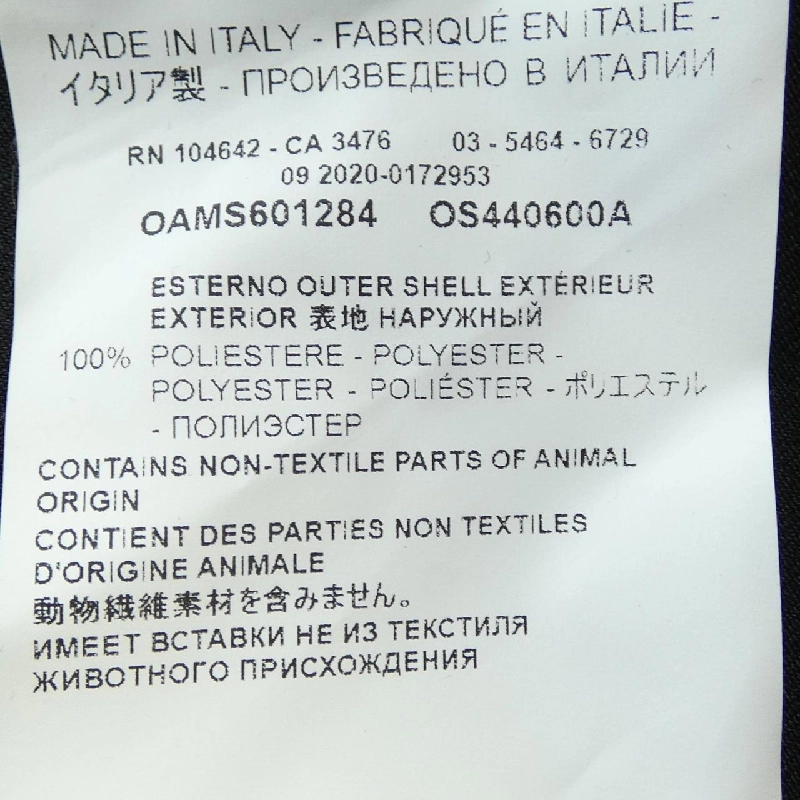 MADE IN ITALY - FABRIQUÉ EN ITALIE -
イタリア製 - ПРОИЗВЕДЕНО В ИТАЛИИ
RN 104642 - CA 3476 03 - 5464 - 6729
09 2020-0172953
OAMS601284 OS440600A
ESTERNO OUTER SHELL EXTÉRIEUR
EXTERIOR 表地 НАРУЖНЫЙ
100% POLIESTERE - POLYESTER -
POLYESTER - POLIÉSTER - ポリエステル
- ПОЛИЭСТЕР
CONTAINS NON-TEXTILE PARTS OF ANIMAL
ORIGIN
CONTIENT DES PARTIES NON TEXTILES
D'ORIGINE ANIMALE
動物繊維素材を含みません。
ИМЕЕТ ВСТАВКИ НЕ ИЗ ТЕКСТИЛЯ
ЖИВОТНОГО ПРИСХОЖДЕНИЯ